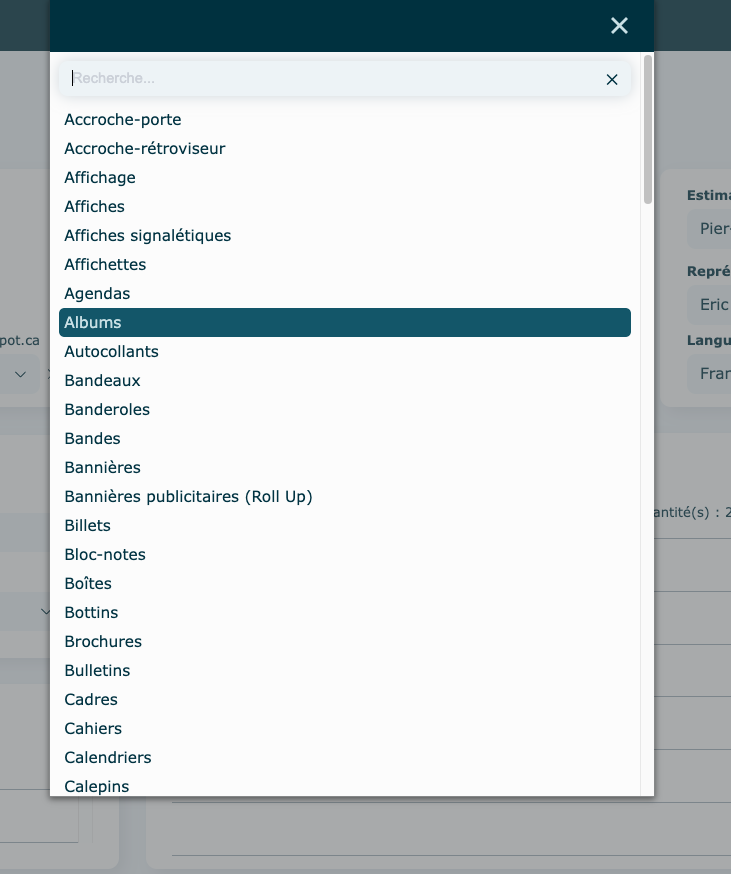 Recherche...
Accroche-porte
Accroche-rétroviseur
Affichage
Affiches
Affiches signalétiques
Affichettes
Agendas
Albums
Autocollants
Bandeaux
Banderoles
Bandes
Bannières
Bannières publicitaires (Roll Up)
Billets
Bloc-notes
Boîtes
Bottins
Brochures
Bulletins
Cadres
Cahiers
Calendriers
Calepins
pot.ca
Estima
Pier-
Repré
Eric
Langu
Fran
antité(s) : 2